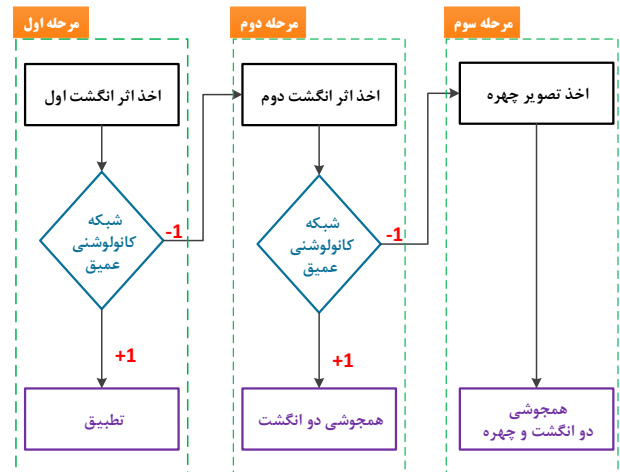 مرحله اول
اخذ اثر انگشت اول
شبکه
کانولوشنی
عمیق
-1
+1
تطبیق
مرحله دوم
اخذ اثر انگشت دوم
شبکه
کانولوشنی
عمیق
-1
+1
همجوشی دو انگشت
مرحله سوم
اخذ تصویر چهره
همجوشی
دو انگشت و چهره